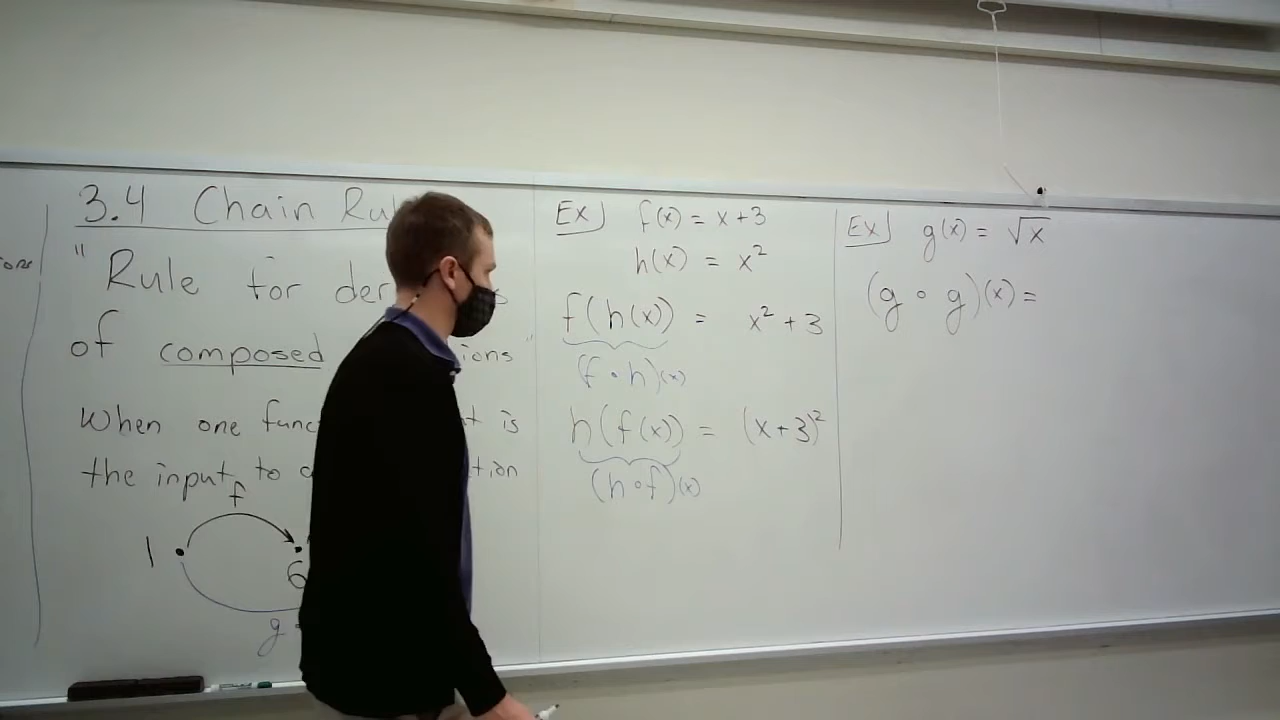 3.4 Chain Ru
" Rule for der
of composed ions "
When one func t is
the input to a tion
f
1
6
g
Ex) f(x) = x+3
h(x) = x²
f(h(x)) = x² + 3
(f ∘ h)(x)
h(f(x)) = (x+3)²
(h ∘ f)(x)
Ex) g(x) = √x
(g ∘ g)(x) =